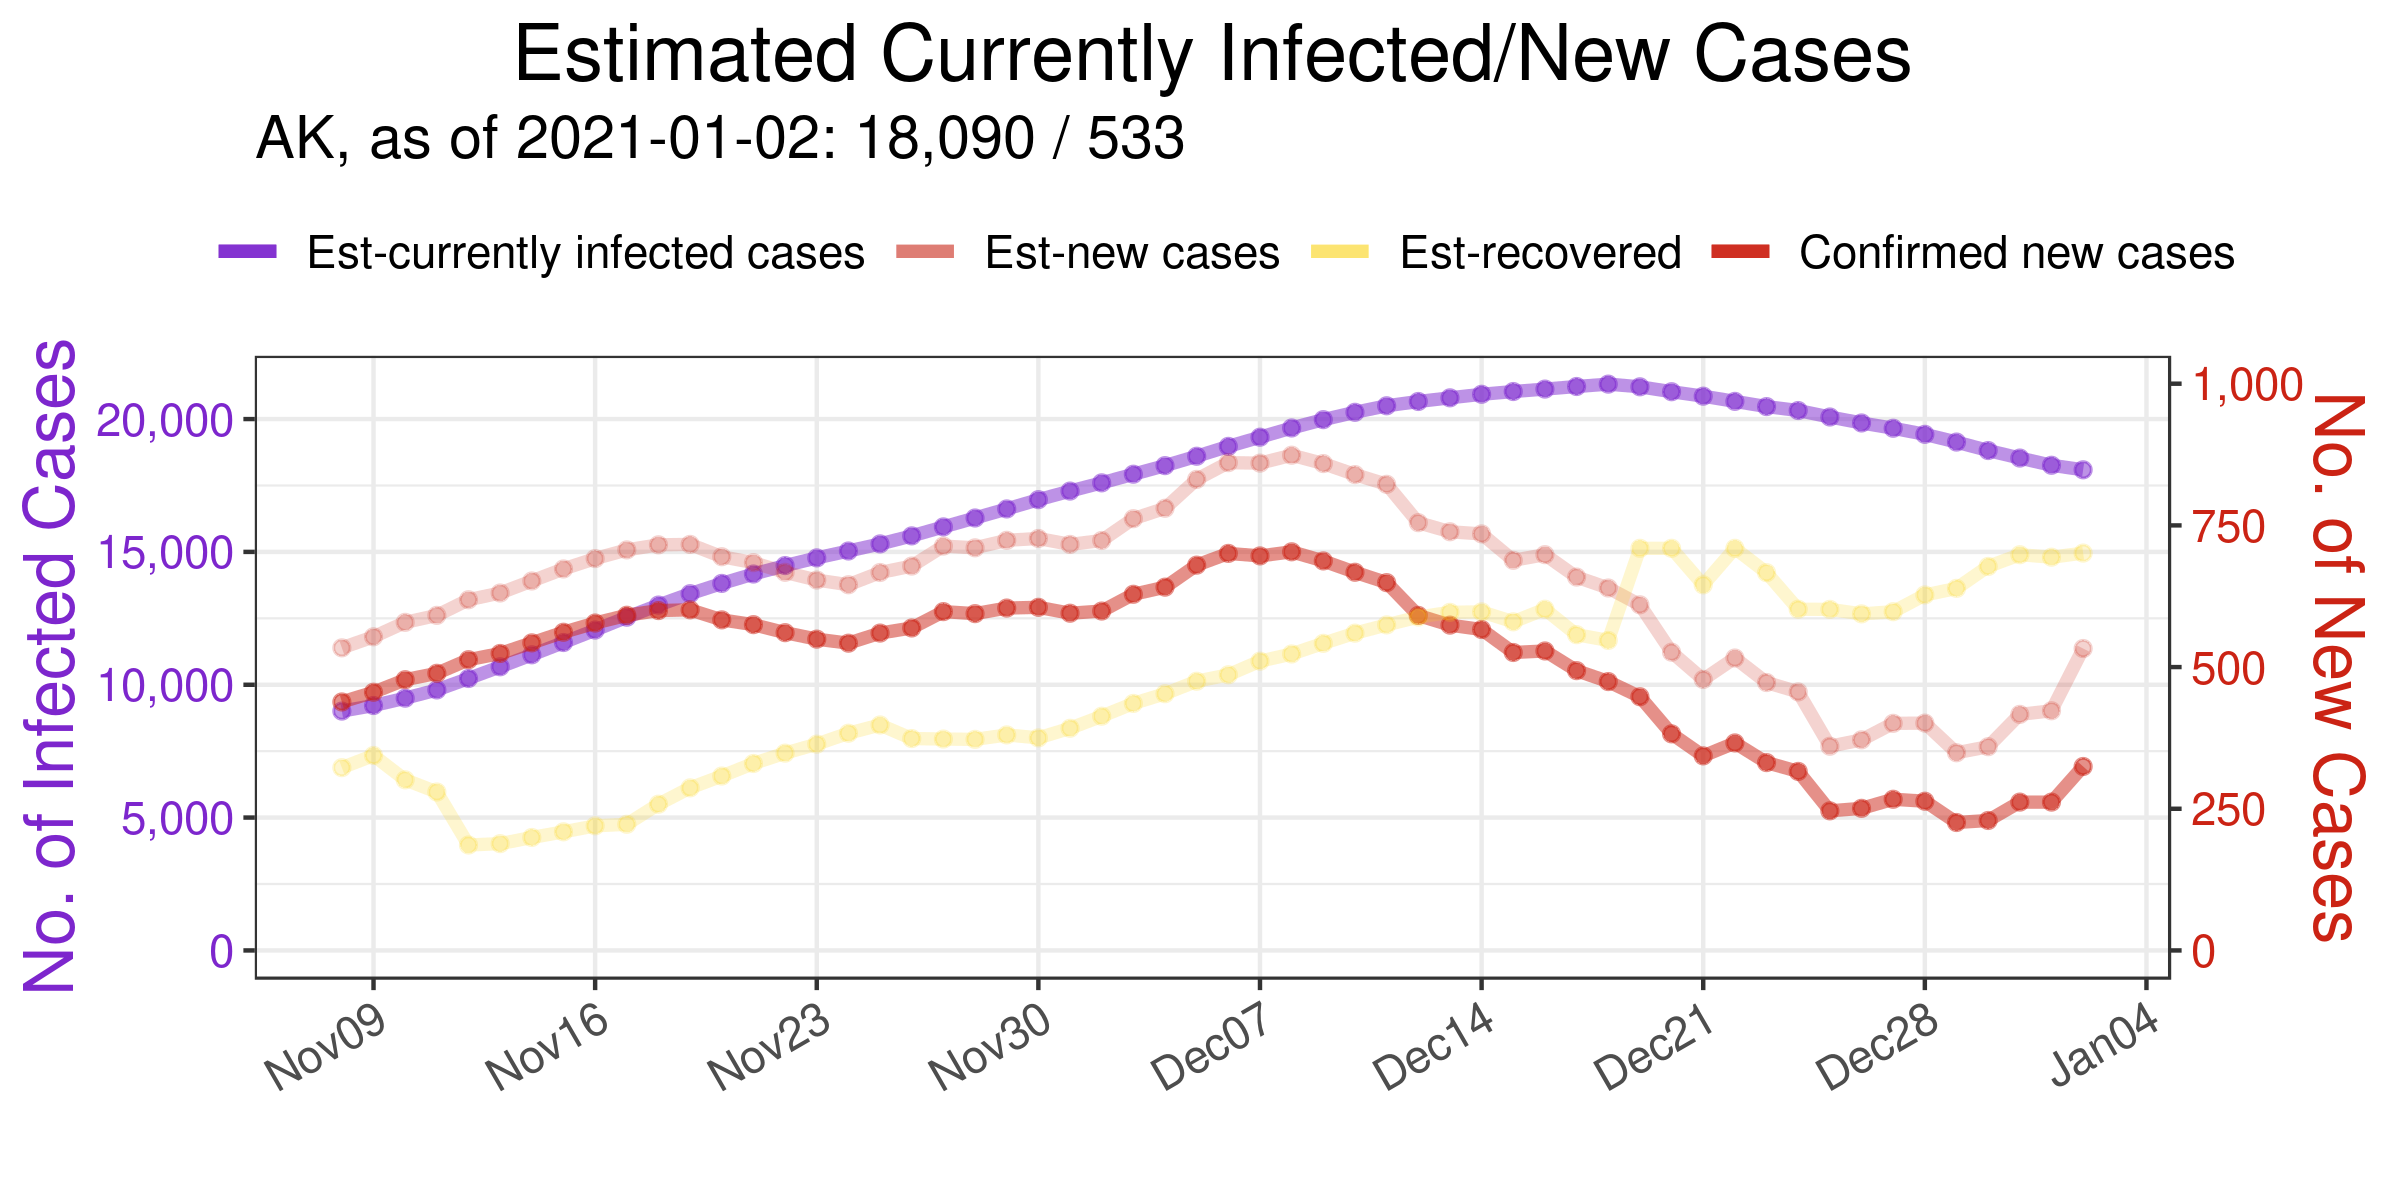 Estimated Currently Infected/New Cases
AK, as of 2021-01-02: 18,090 / 533
Est-currently infected cases Est-new cases Est-recovered Confirmed new cases
No. of Infected Cases
20,000
15,000
10,000
5,000
0
1,000
750
500
250
0
No. of New Cases
Nov09 Nov16 Nov23 Nov30 Dec07 Dec14 Dec21 Dec28 Jan04